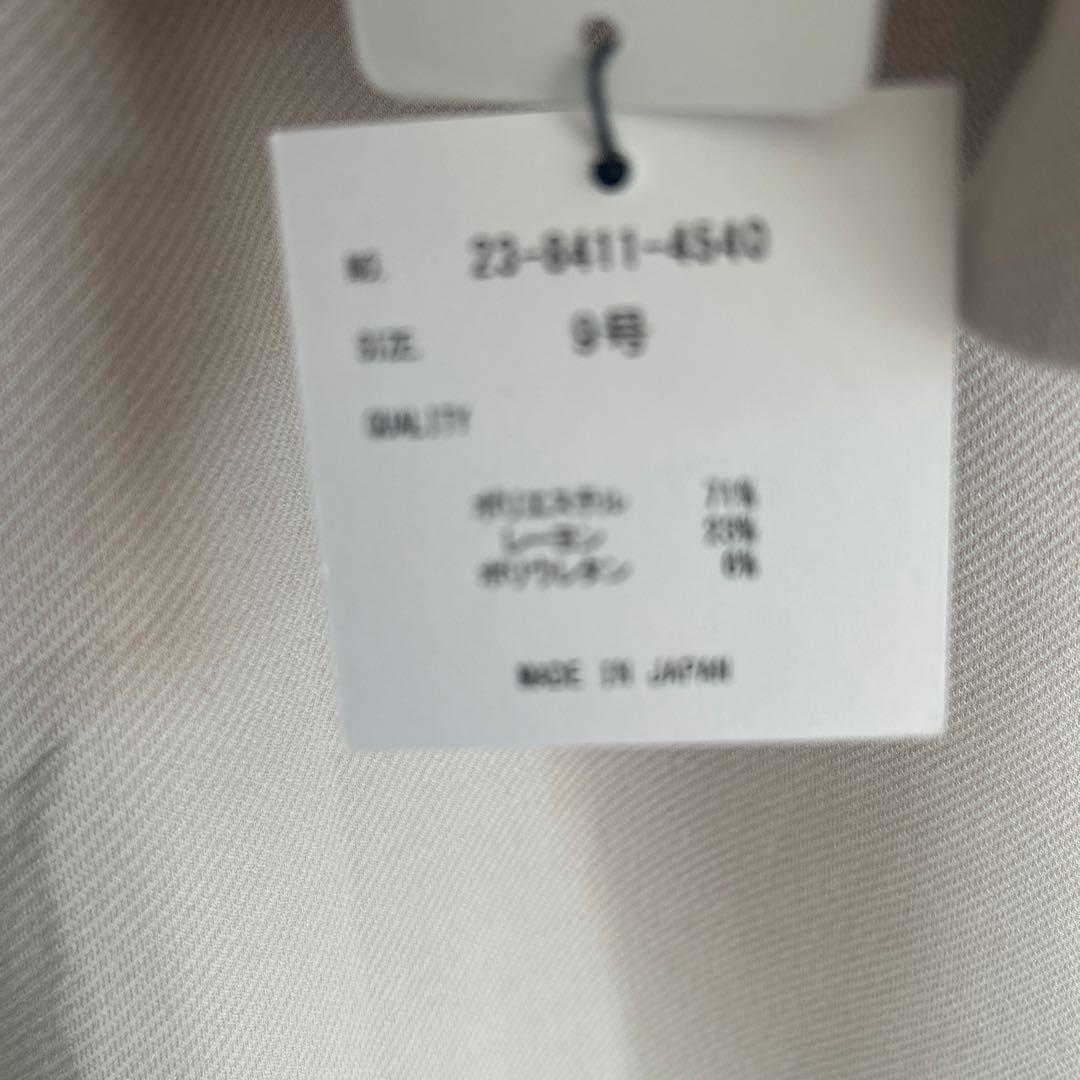 NO. 23-8411-4540
SIZE. 9号
QUALITY
ポリエステル 71%
レーヨン 23%
ポリウレタン 6%
MADE IN JAPAN